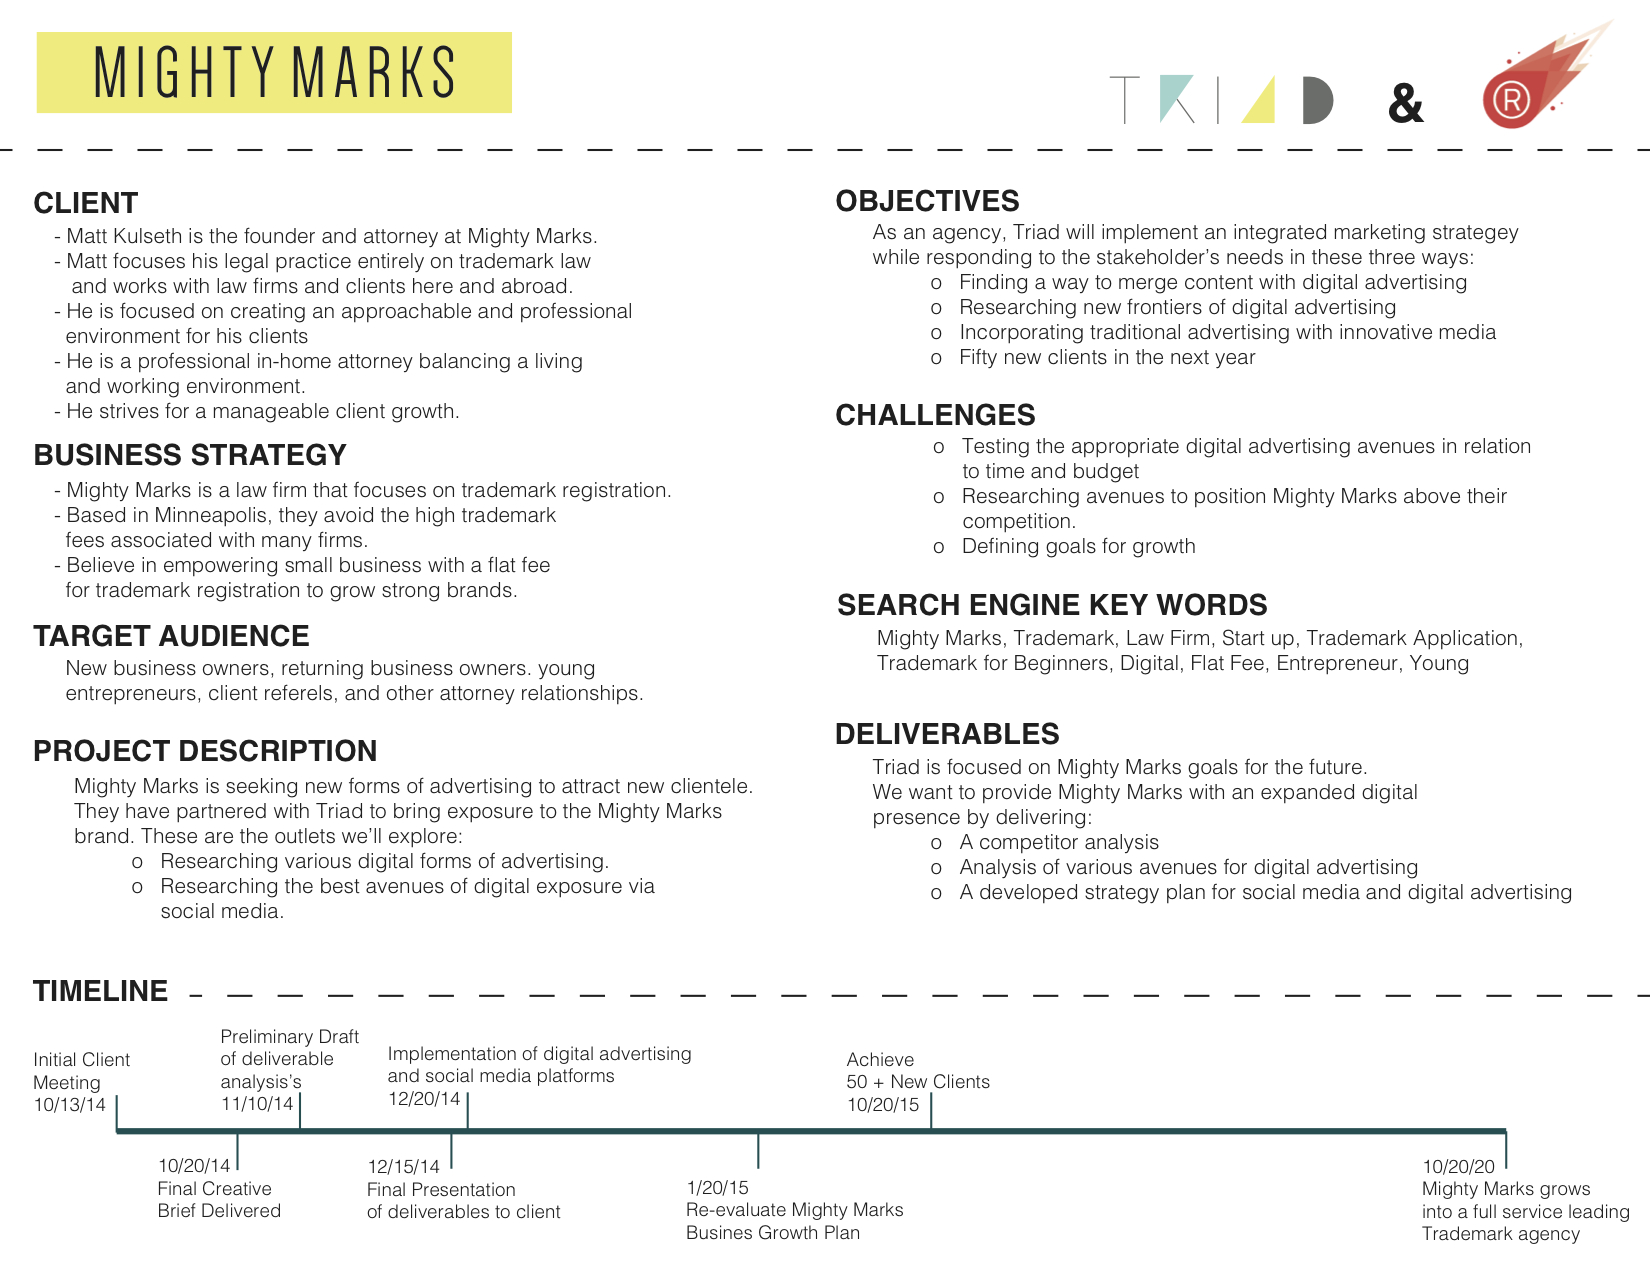 MIGHTY MARKS
TRIAD & ®
CLIENT
- Matt Kulseth is the founder and attorney at Mighty Marks.
- Matt focuses his legal practice entirely on trademark law
and works with law firms and clients here and abroad.
- He is focused on creating an approachable and professional
environment for his clients
- He is a professional in-home attorney balancing a living
and working environment.
- He strives for a manageable client growth.
BUSINESS STRATEGY
- Mighty Marks is a law firm that focuses on trademark registration.
- Based in Minneapolis, they avoid the high trademark
fees associated with many firms.
- Believe in empowering small business with a flat fee
for trademark registration to grow strong brands.
TARGET AUDIENCE
New business owners, returning business owners. young
entrepreneurs, client referels, and other attorney relationships.
PROJECT DESCRIPTION
Mighty Marks is seeking new forms of advertising to attract new clientele.
They have partnered with Triad to bring exposure to the Mighty Marks
brand. These are the outlets we'll explore:
o Researching various digital forms of advertising.
o Researching the best avenues of digital exposure via
social media.
OBJECTIVES
As an agency, Triad will implement an integrated marketing strategey
while responding to the stakeholder's needs in these three ways:
o Finding a way to merge content with digital advertising
o Researching new frontiers of digital advertising
o Incorporating traditional advertising with innovative media
o Fifty new clients in the next year
CHALLENGES
o Testing the appropriate digital advertising avenues in relation
to time and budget
o Researching avenues to position Mighty Marks above their
competition.
o Defining goals for growth
SEARCH ENGINE KEY WORDS
Mighty Marks, Trademark, Law Firm, Start up, Trademark Application,
Trademark for Beginners, Digital, Flat Fee, Entrepreneur, Young
DELIVERABLES
Triad is focused on Mighty Marks goals for the future.
We want to provide Mighty Marks with an expanded digital
presence by delivering:
o A competitor analysis
o Analysis of various avenues for digital advertising
o A developed strategy plan for social media and digital advertising
TIMELINE
Initial Client
Meeting
10/13/14
10/20/14
Final Creative
Brief Delivered
Preliminary Draft
of deliverable
analysis's
11/10/14
12/15/14
Final Presentation
of deliverables to client
Implementation of digital advertising
and social media platforms
12/20/14
1/20/15
Re-evaluate Mighty Marks
Busines Growth Plan
Achieve
50 + New Clients
10/20/15
10/20/20
Mighty Marks grows
into a full service leading
Trademark agency